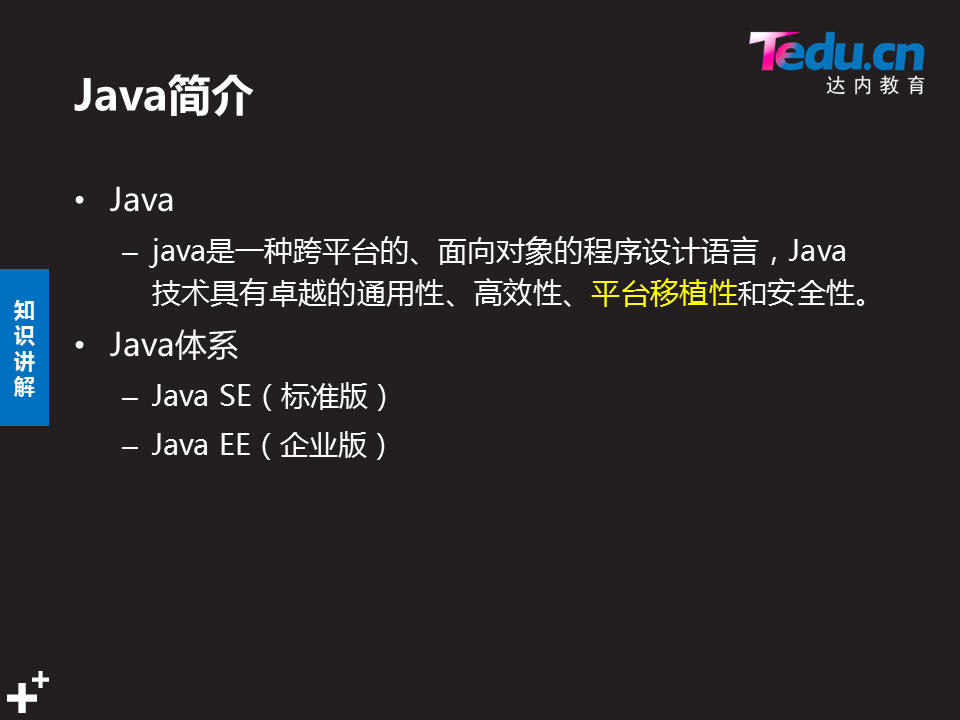 Tedu.cn
达内教育
Java简介
• Java
– java是一种跨平台的、面向对象的程序设计语言，Java
技术具有卓越的通用性、高效性、平台移植性和安全性。
• Java体系
– Java SE（标准版）
– Java EE（企业版）
知识讲解